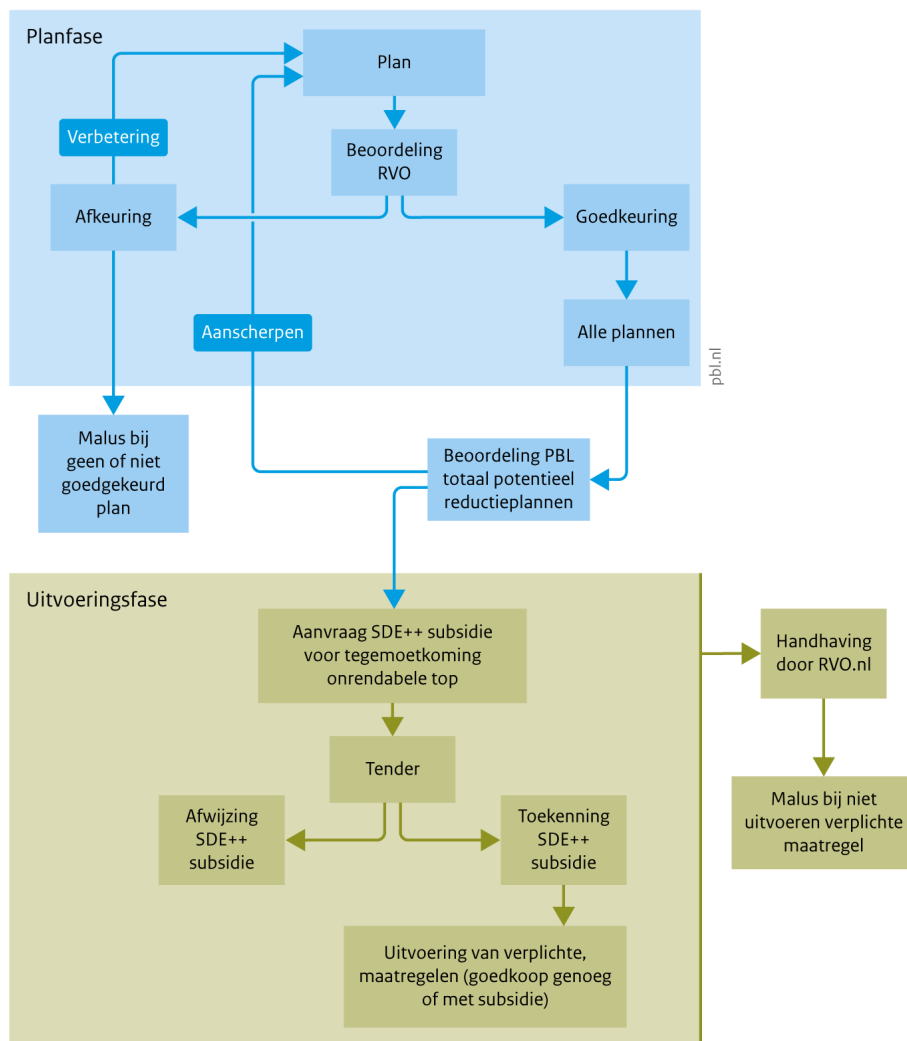 Planfase
Plan
Verbetering
Beoordeling
RVO
Afkeuring
Goedkeuring
Aanscherpen
Alle plannen
pbl.nl
Malus bij
geen of niet
goedgekeurd
plan
Beoordeling PBL
totaal potentieel
reductieplannen
Uitvoeringsfase
Aanvraag SDE++ subsidie
voor tegemoetkoming
onrendabele top
Handhaving
door RVO.nl
Tender
Afwijzing
SDE++
subsidie
Toekenning
SDE++
subsidie
Malus bij niet
uitvoeren verplichte
maatregel
Uitvoering van verplichte,
maatregelen (goedkoop genoeg
of met subsidie)